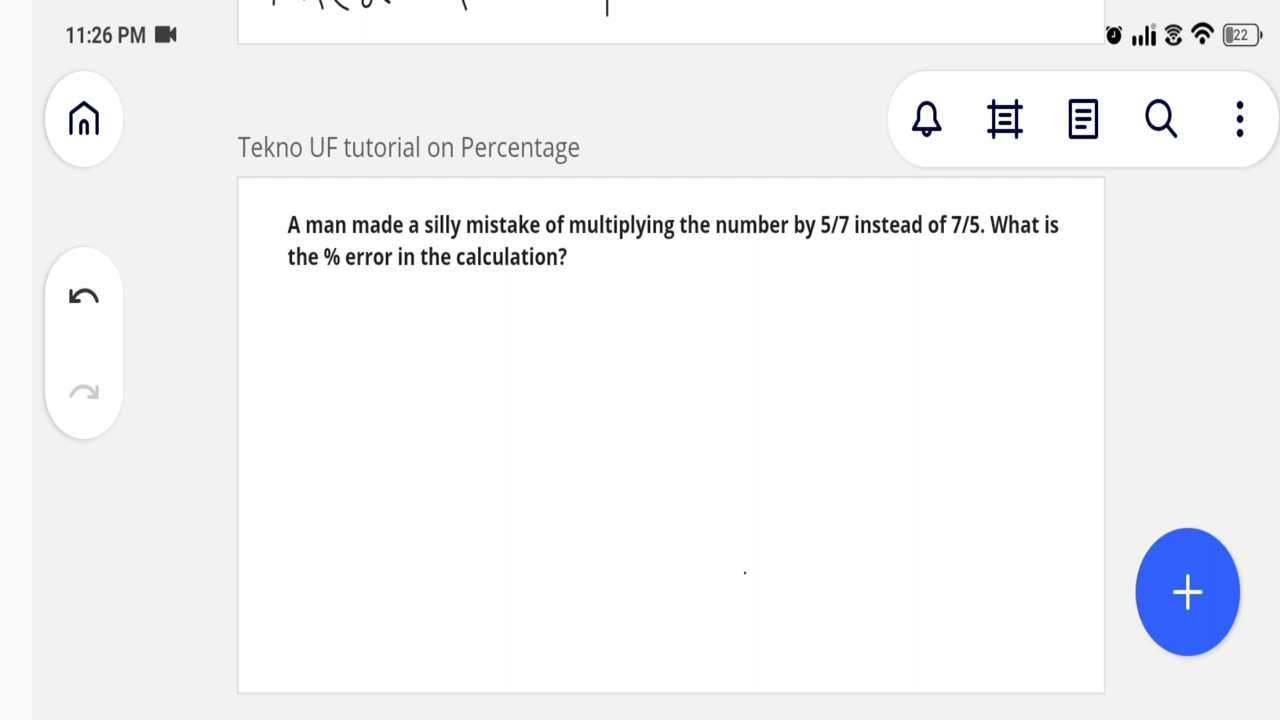 11:26 PM
22
Tekno UF tutorial on Percentage
A man made a silly mistake of multiplying the number by 5/7 instead of 7/5. What is
the % error in the calculation?